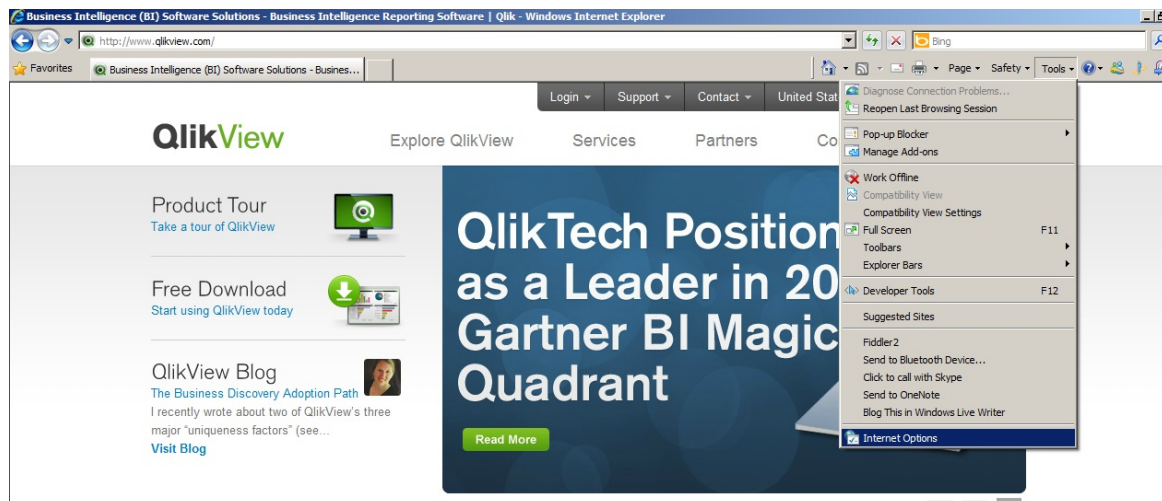 Business Intelligence (BI) Software Solutions - Business Intelligence Reporting Software | Qlik - Windows Internet Explorer
http://www.qlikview.com/
Bing
Favorites
Business Intelligence (BI) Software Solutions - Busines...
Page
Safety
Tools
Login
Support
Contact
United Stat
QlikView
Explore QlikView
Services
Partners
Co
Product Tour
Take a tour of QlikView
Free Download
Start using QlikView today
QlikView Blog
The Business Discovery Adoption Path
I recently wrote about two of QlikView's three
major “uniqueness factors” (see...
Visit Blog
QlikTech Position
as a Leader in 20
Gartner BI Magic
Quadrant
Read More
Diagnose Connection Problems...
Reopen Last Browsing Session
Pop-up Blocker
Manage Add-ons
Work Offline
Compatibility View
Compatibility View Settings
Full Screen F11
Toolbars
Explorer Bars
Developer Tools F12
Suggested Sites
Fiddler2
Send to Bluetooth Device...
Click to call with Skype
Send to OneNote
Blog This in Windows Live Writer
Internet Options